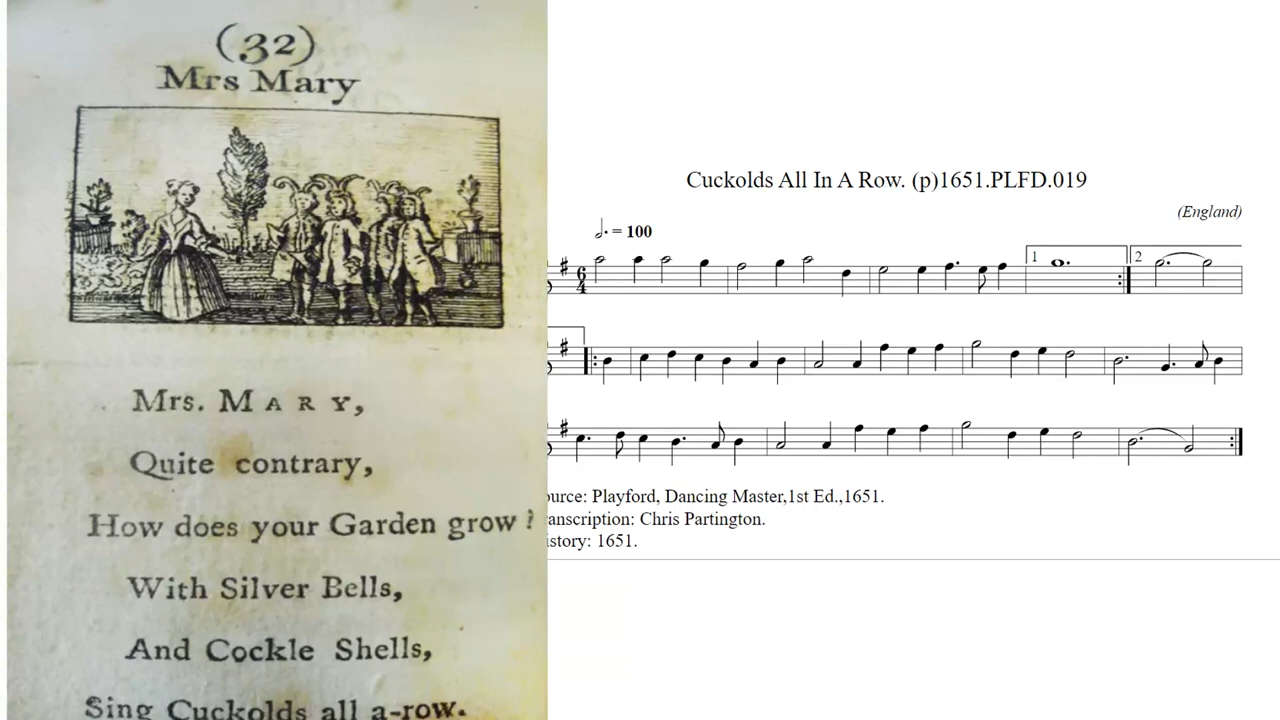 (32)
Mrs Mary
Mrs. MARY,
Quite contrary,
How does your Garden grow?
With Silver Bells,
And Cockle Shells,
Sing Cuckolds all a-row.
Cuckolds All In A Row. (p)1651.PLFD.019
(England)
= 100
6
4
1
2
ource: Playford, Dancing Master,1st Ed.,1651.
anscription: Chris Partington.
istory: 1651.